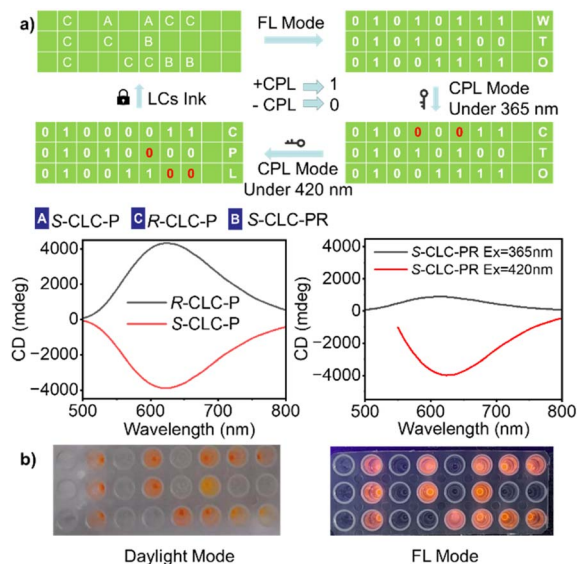 a)
C A A C C
C C B
C C C B B
FL Mode
0 1 0 1 0 1 1 1 W
0 1 0 1 0 1 0 0 T
0 1 0 0 1 1 1 1 O
LCs Ink
+CPL 1
- CPL 0
CPL Mode
Under 365 nm
0 1 0 0 0 0 1 1 C
0 1 0 1 0 0 0 0 P
0 1 0 0 1 1 0 0 L
CPL Mode
Under 420 nm
0 1 0 0 0 0 1 1 C
0 1 0 1 0 1 0 0 T
0 1 0 0 1 1 1 1 O
A S-CLC-P C R-CLC-P B S-CLC-PR
CD (mdeg)
4000
2000
0
−2000
−4000
R-CLC-P
S-CLC-P
500 600 700 800
Wavelength (nm)
CD (mdeg)
4000
2000
0
−2000
−4000
S-CLC-PR Ex=365nm
S-CLC-PR Ex=420nm
500 600 700 800
Wavelength (nm)
b)
Daylight Mode
FL Mode